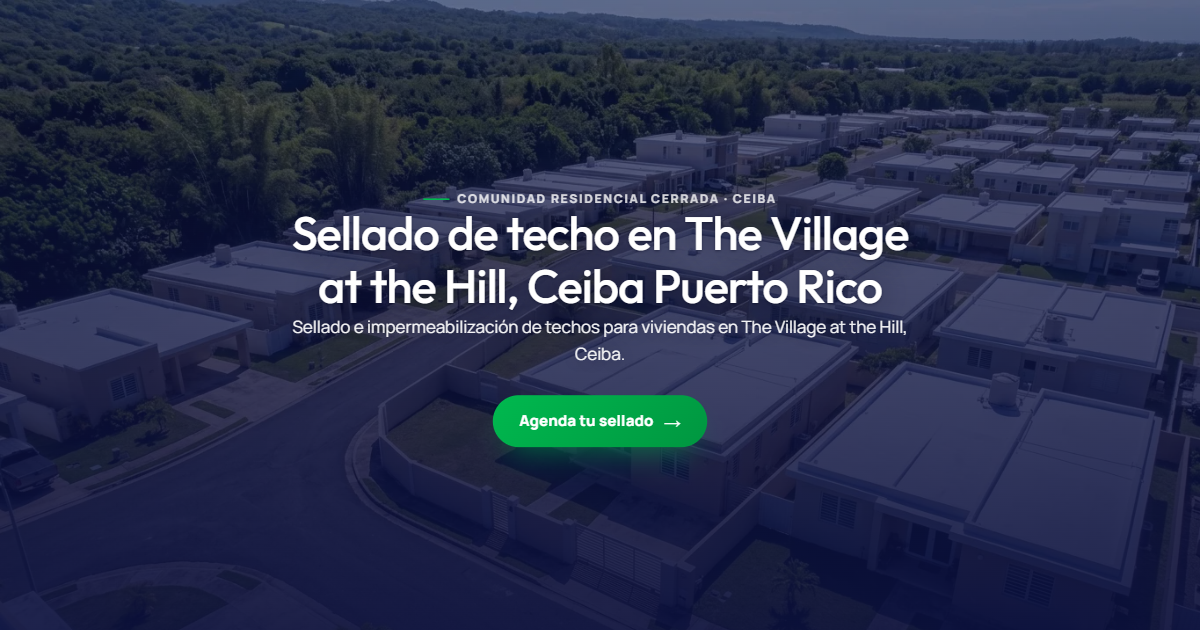 COMUNIDAD RESIDENCIAL CERRADA · CEIBA
Sellado de techo en The Village
at the Hill, Ceiba Puerto Rico
Sellado e impermeabilización de techos para viviendas en The Village at the Hill,
Ceiba.
Agenda tu sellado →